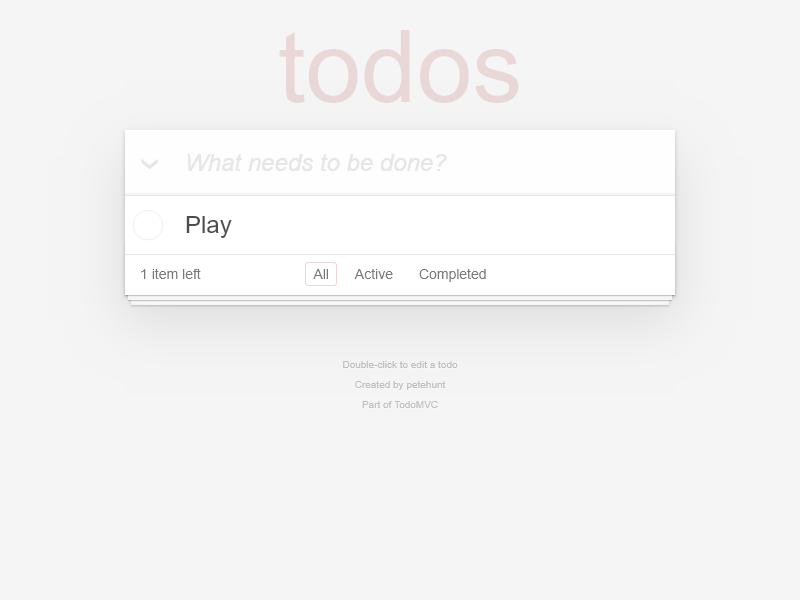 todos
What needs to be done?
Play
1 item left All Active Completed
Double-click to edit a todo
Created by petehunt
Part of TodoMVC